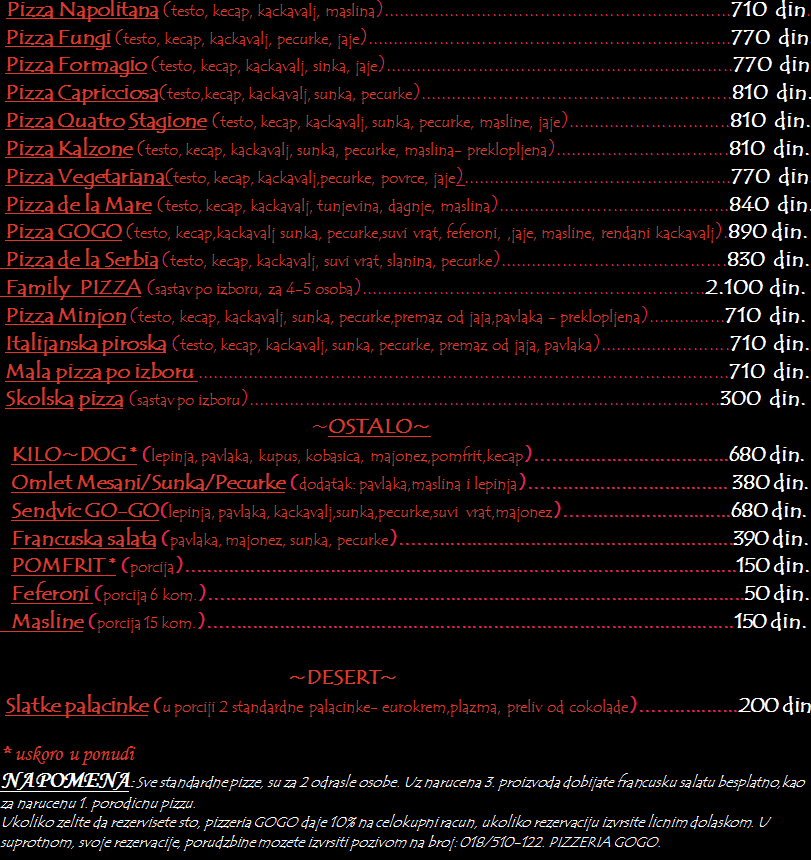 Pizza Napolitana (testo, kecap, kackavalj, maslina)......................................................................710 din.
Pizza Fungi (testo, kecap, kackavalj, pecurke, jaje)......................................................................770 din
Pizza Formagio (testo, kecap, kackavalj, sinka, jaje)......................................................................770 din
Pizza Capricciosa(testo,kecap, kackavalj, sunka, pecurke)......................................................................810 din.
Pizza Quatro Stagione (testo, kecap, kackavalj, sunka, pecurke, masline, jaje)......................................................810 din.
Pizza Kalzone (testo, kecap, kackavalj, sunka, pecurke, maslina- preklopljena)......................................................810 din.
Pizza Vegetariana(testo, kecap, kackavalj,pecurke, povrce, jaje)......................................................770 din
Pizza de la Mare (testo, kecap, kackavalj, tunjevina, dagnje, maslina)......................................................840 din.
Pizza GOGO (testo, kecap,kackavalj sunka, pecurke,suvi vrat, feferoni, ,jaje, masline, rendani kackavalj).890 din.
Pizza de la Serbia (testo, kecap, kackavalj, suvi vrat, slanina, pecurke)......................................................830 din.
Family PIZZA (sastav po izboru, za 4-5 osoba)......................................................................2.100 din.
Pizza Minjon (testo, kecap, kackavalj, sunka, pecurke,premaz od jaja,pavlaka - preklopljena)................710 din.
Italijanska piroska (testo, kecap, kackavalj, sunka, pecurke, premaz od jaja, pavlaka)..........................710 din.
Mala pizza po izboru ......................................................................................................710 din.
Skolska pizza (sastav po izboru)................................................................................................300 din.
~OSTALO~
KILO~DOG * (lepinja, pavlaka, kupus, kobasica, majonez,pomfrit,kecap)......................................680 din.
Omlet Mesani/Sunka/Pecurke (dodatak: pavlaka,maslina i lepinja)......................................380 din.
Sendvic GO-GO(lepinja, pavlaka, kackavalj,sunka,pecurke,suvi vrat,majonez)................................680 din.
Francuska salata (pavlaka, majonez, sunka, pecurke)......................................................390 din.
POMFRIT * (porcija)......................................................................................150 din.
Feferoni (porcija 6 kom.)......................................................................................50 din.
Masline (porcija 15 kom.)......................................................................................150 din.
~DESERT~
Slatke palacinke (u porciji 2 standardne palacinke- eurokrem,plazma, preliv od cokolade)...................200 din
* uskoro u ponudi
NAPOMENA: Sve standardne pizze, su za 2 odrasle osobe. Uz narucena 3. proizvoda dobijate francusku salatu besplatno,kao
za narucenu 1. porodicnu pizzu.
Ukoliko zelite da rezervisete sto, pizzeria GOGO daje 10% na celokupni racun, ukoliko rezervaciju izvrsite licnim dolaskom. U
suprotnom, svoje rezervacije, porudzbine mozete izvrsiti pozivom na broj: 018/510-122. PIZZERIA GOGO.